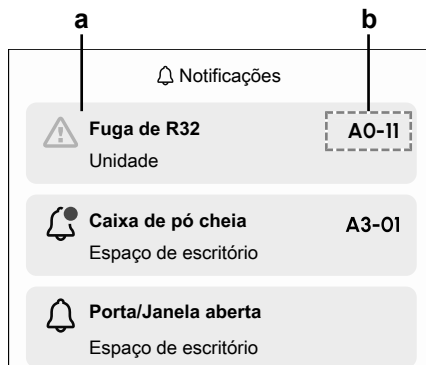 a b
Notificações
Fuga de R32 A0-11
Unidade
Caixa de pó cheia A3-01
Espaço de escritório
Porta/Janela aberta
Espaço de escritório